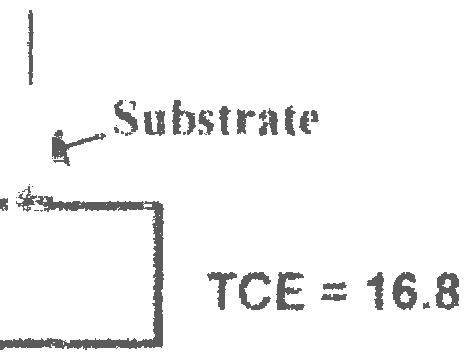 Substrate
TCE = 16.8